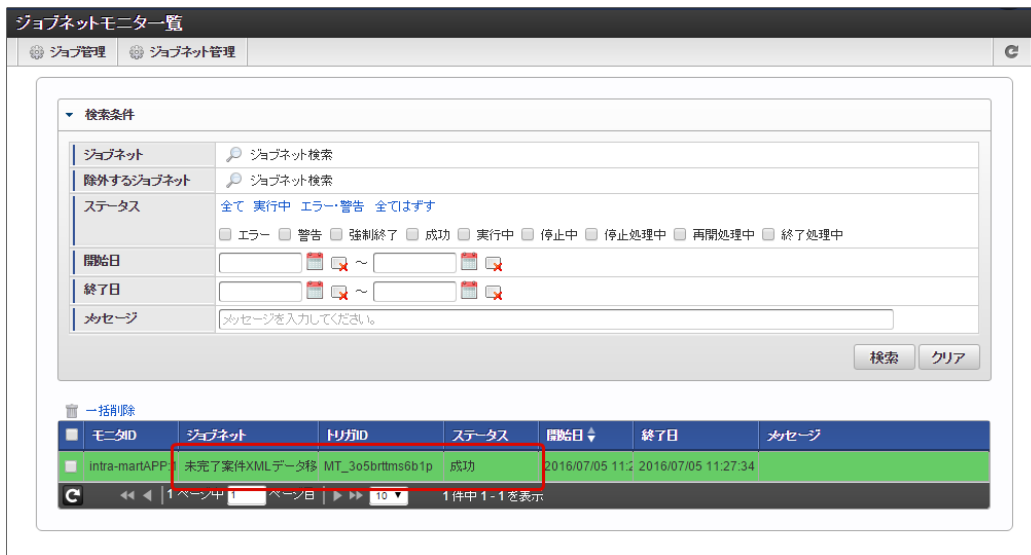 ジョブネットモニター覧
ジョブ管理 ジョブネット管理
検索条件
ジョブネット ジョブネット検索
除外するジョブネット ジョブネット検索
ステータス 全て 実行中 エラー・警告 全てはずす
エラー 警告 強制終了 成功 実行中 停止中 停止処理中 再開処理中 終了処理中
開始日 ～
終了日 ～
メッセージ メッセージを入力してください。
検索 クリア
一括削除
モニタID ジョブネット トリガID ステータス 開始日 終了日 メッセージ
intra-martAPP:1 未完了案件XMLデータ移 MT_3o5brttms6b1p 成功 2016/07/05 11:2 2016/07/05 11:27:34
1 ページ中 1 ページ目 10 1 件中 1 - 1 を表示